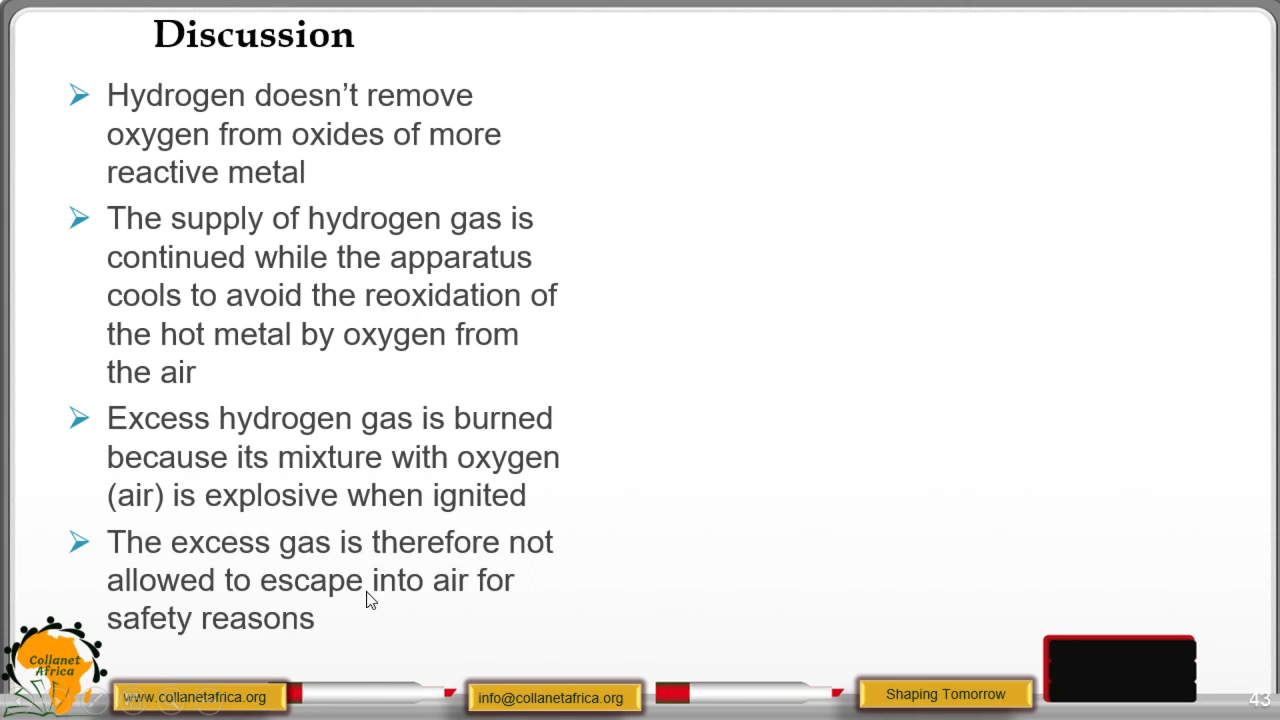 Discussion
Hydrogen doesn’t remove
oxygen from oxides of more
reactive metal
The supply of hydrogen gas is
continued while the apparatus
cools to avoid the reoxidation of
the hot metal by oxygen from
the air
Excess hydrogen gas is burned
because its mixture with oxygen
(air) is explosive when ignited
The excess gas is therefore not
allowed to escape into air for
safety reasons
Collanet
Africa
www.collanetafrica.org
info@collanetafrica.org
Shaping Tomorrow
43